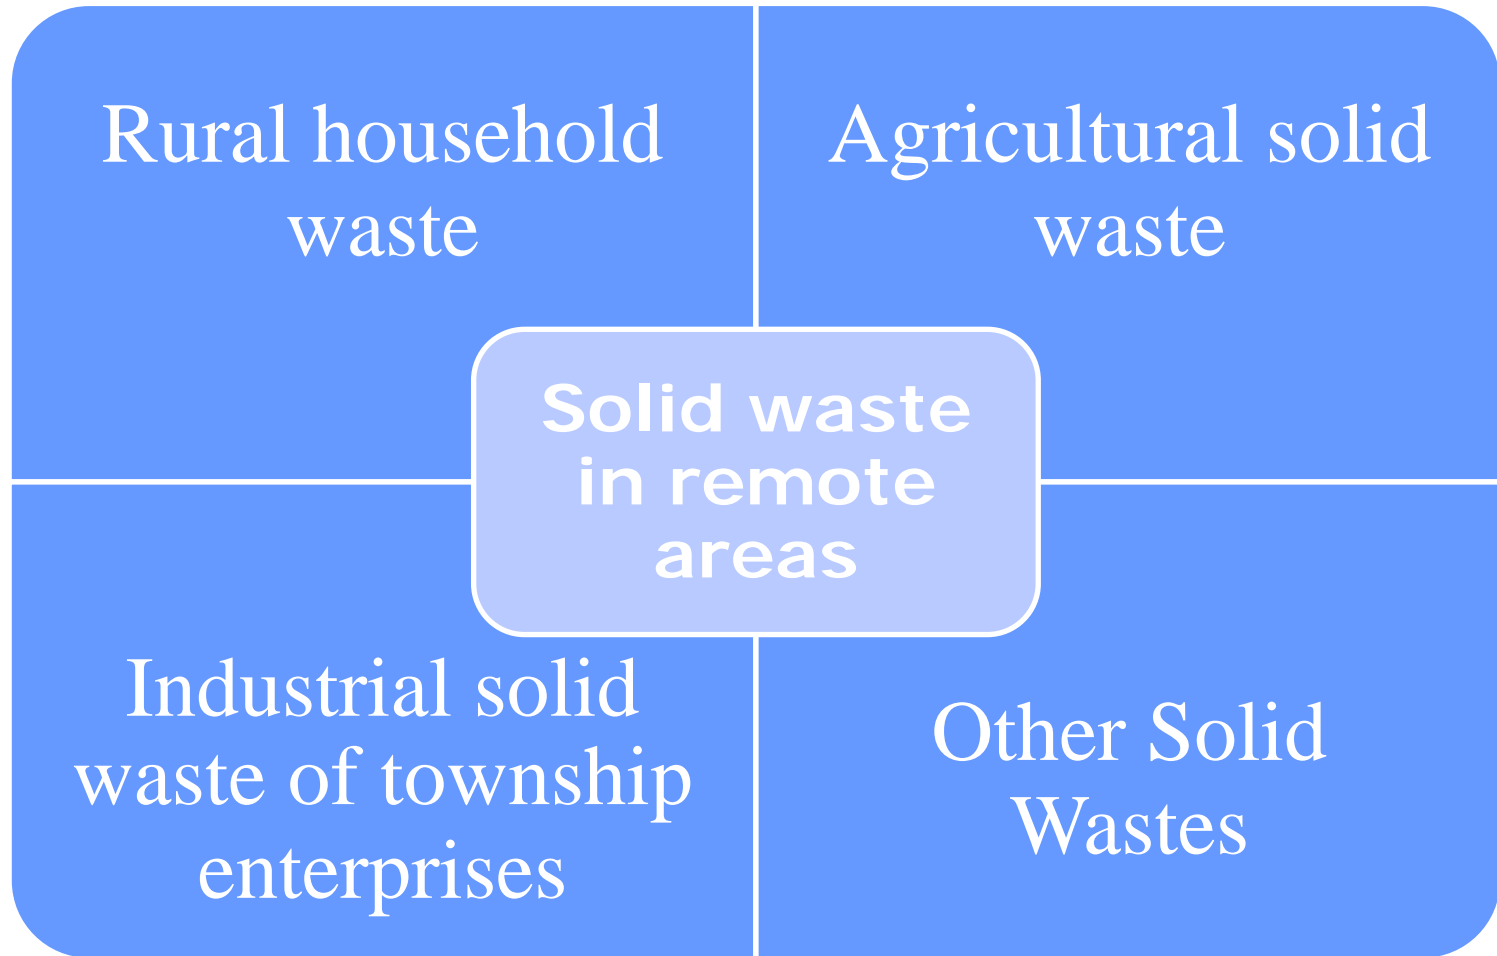 Rural household
waste
Agricultural solid
waste
Solid waste
in remote
areas
Industrial solid
waste of township
enterprises
Other Solid
Wastes